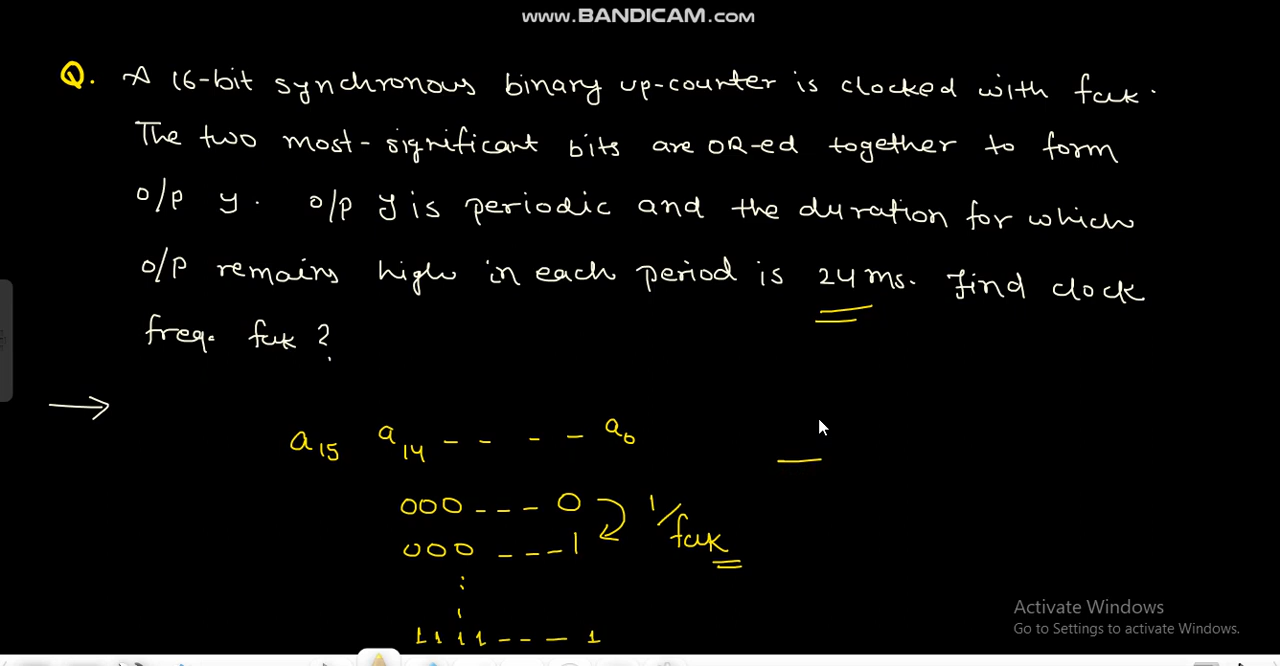 www.BANDICAM.com
Q. A 16-bit synchronous binary up-counter is clocked with fclk.
The two most-significant bits are OR-ed together to form
o/p y. o/p y is periodic and the duration for which
o/p remains high in each period is 24 ms. Find clock
freq. fclk ?
a15 a14 - - - - a0
000 - - - 0 1/fclk
000 - - - 1
1111 - - - 1
Activate Windows
Go to Settings to activate Windows.